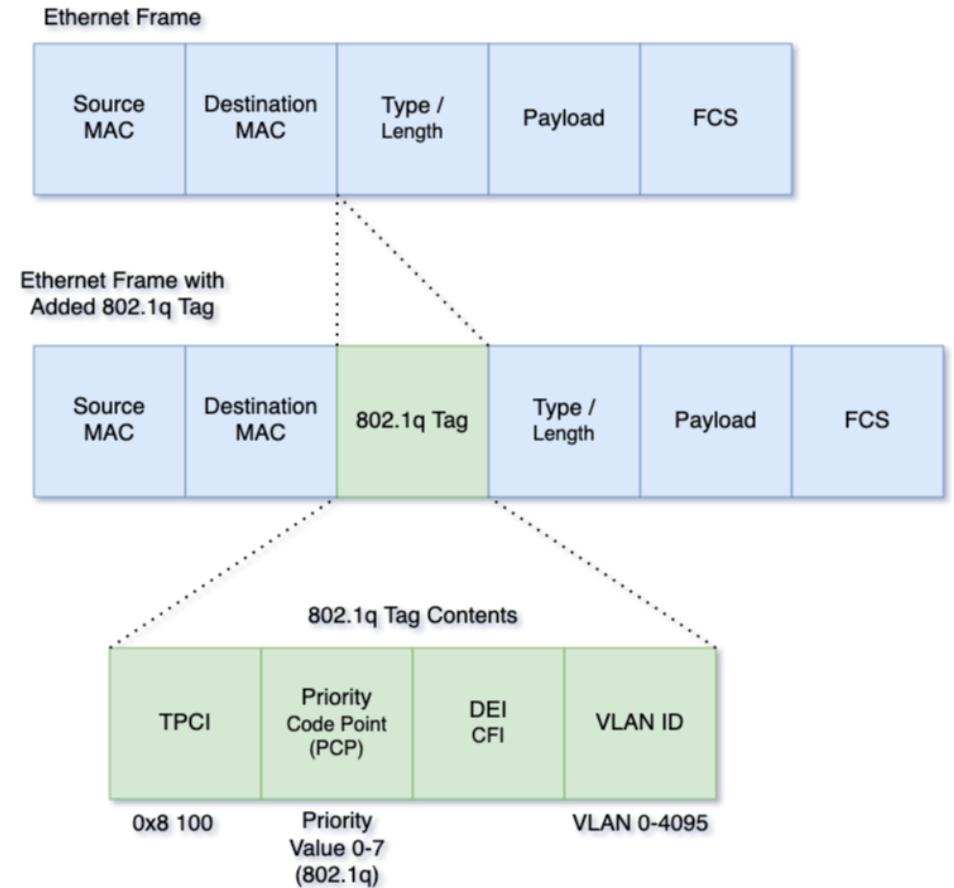 Ethernet Frame
Source
MAC
Destination
MAC
Type /
Length
Payload
FCS
Ethernet Frame with
Added 802.1q Tag
Source
MAC
Destination
MAC
802.1q Tag
Type /
Length
Payload
FCS
802.1q Tag Contents
TPCI
Priority
Code Point
(PCP)
DEI
CFI
VLAN ID
0x8 100
Priority
Value 0-7
(802.1q)
VLAN 0-4095